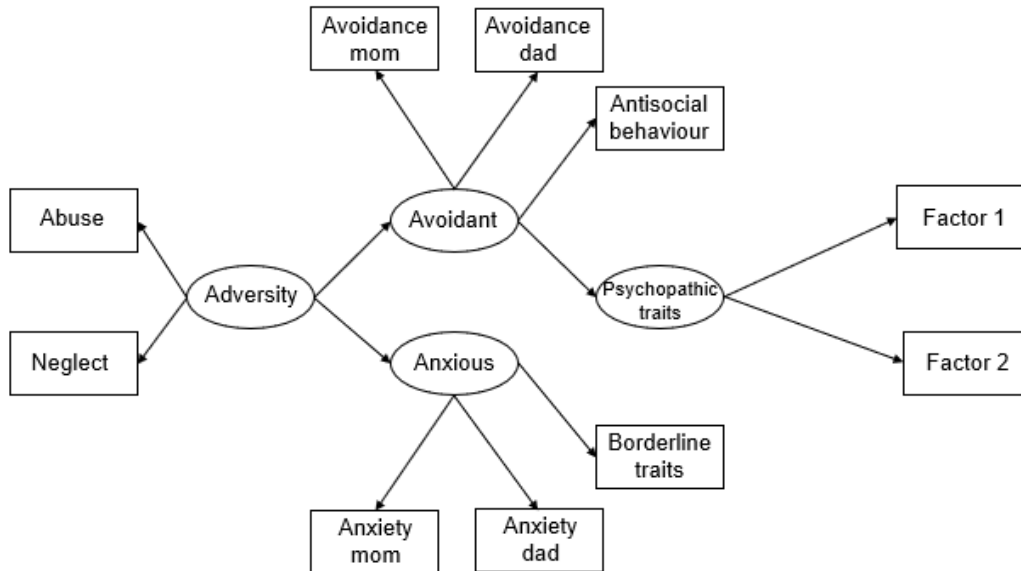 Avoidance
mom
Avoidance
dad
Antisocial
behaviour
Abuse
Avoidant
Factor 1
Adversity
Psychopathic
traits
Neglect
Anxious
Factor 2
Borderline
traits
Anxiety
mom
Anxiety
dad